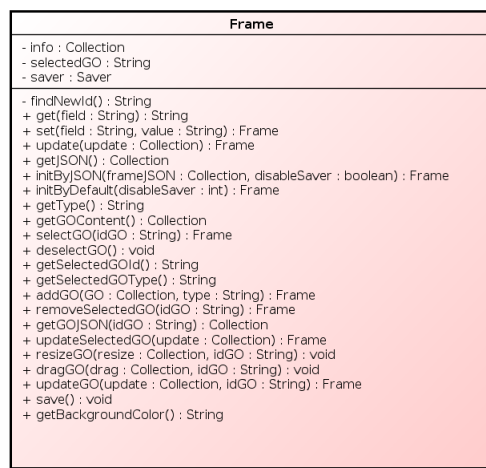 Frame
- info : Collection
- selectedGO : String
- saver : Saver
- findNewId() : String
+ get(field : String) : String
+ set(field : String, value : String) : Frame
+ update(update : Collection) : Frame
+ getJSON() : Collection
+ initByJSON(frameJSON : Collection, disableSaver : boolean) : Frame
+ initByDefault(disableSaver : int) : Frame
+ getType() : String
+ getGOContent() : Collection
+ selectGO(idGO : String) : Frame
+ deselectGO() : void
+ getSelectedGOId() : String
+ getSelectedGOType() : String
+ addGO(GO : Collection, type : String) : Frame
+ removeSelectedGO(idGO : String) : Frame
+ getGOJSON(idGO : String) : Collection
+ updateSelectedGO(update : Collection) : Frame
+ resizeGO(resize : Collection, idGO : String) : void
+ dragGO(drag : Collection, idGO : String) : void
+ updateGO(update : Collection, idGO : String) : Frame
+ save() : void
+ getBackgroundColor() : String